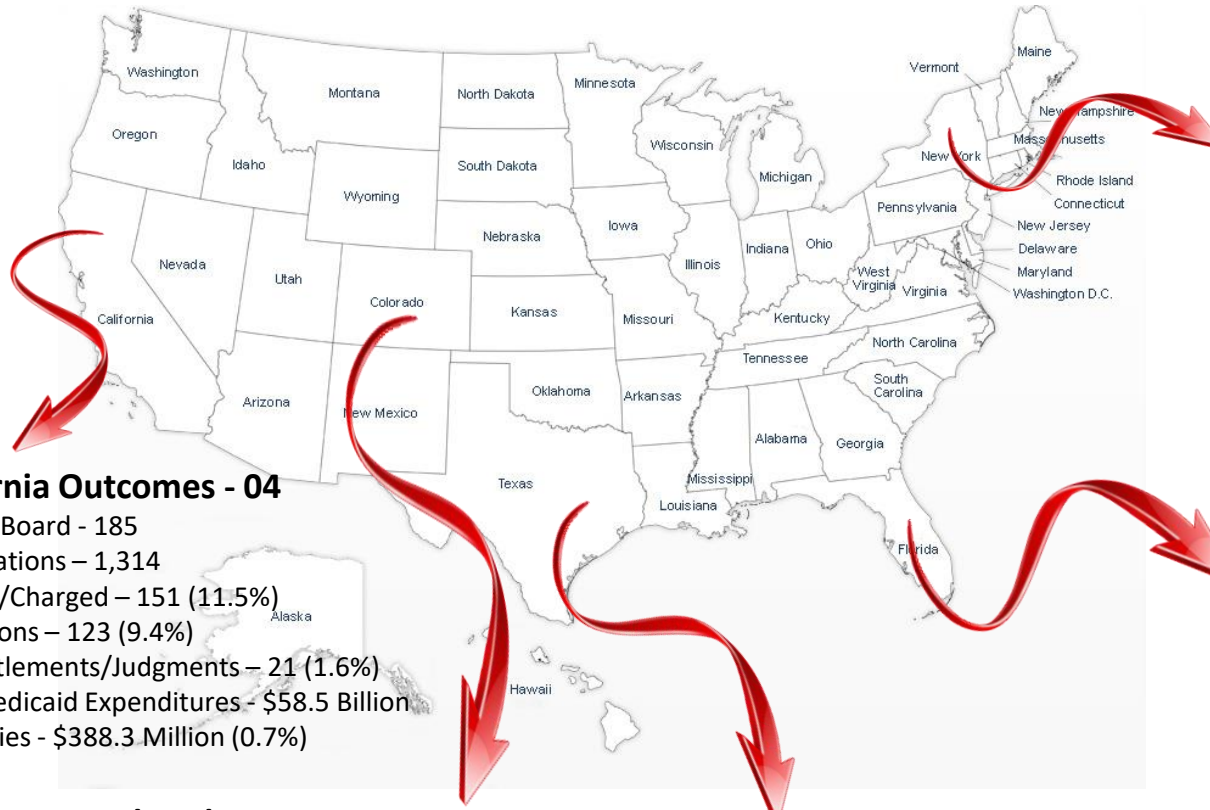 Maine
Vermont
Washington
Montana
North Dakota
Minnesota
New Hampshire
Oregon
Massachusetts
Wisconsin
Idaho
South Dakota
New York
Michigan
Rhode Island
Wyoming
Connecticut
Pennsylvania
Iowa
New Jersey
Nebraska
Indiana
Ohio
Delaware
Nevada
Illinois
Utah
West
Virginia
Maryland
Virginia
Washington D.C.
Colorado
Kansas
California
Missouri
Kentucky
North Carolina
Tennessee
South
Carolina
Oklahoma
Arkansas
Arizona
New Mexico
Alabama
Georgia
Mississippi
Texas
Louisiana
Florida
rnia Outcomes - 04
Board - 185
ations – 1,314
/Charged – 151 (11.5%)
Alaska
ons – 123 (9.4%)
tlements/Judgments – 21 (1.6%)
Hawaii
edicaid Expenditures - $58.5 Billion
ies - $388.3 Million (0.7%)